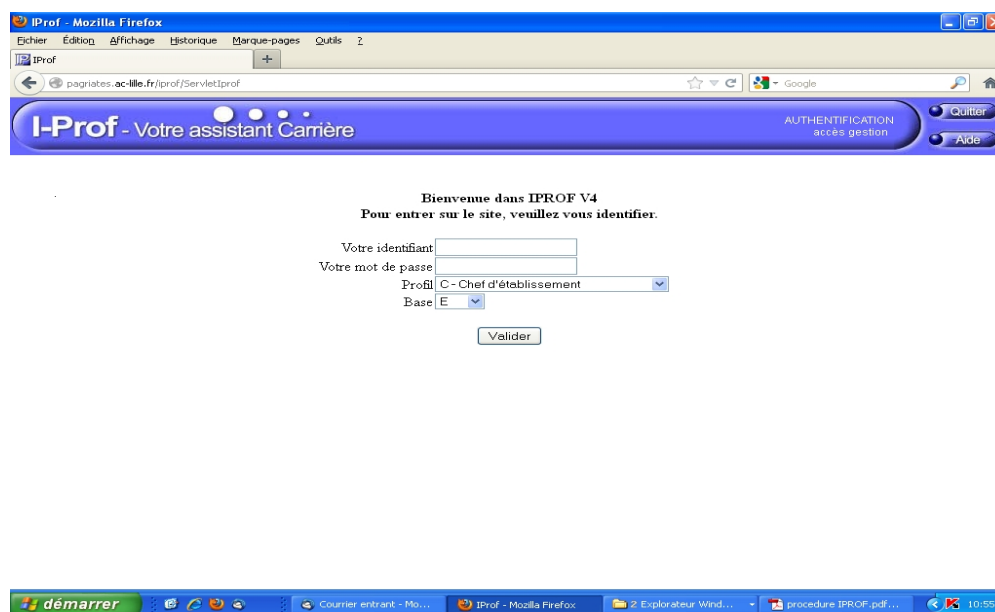 IProf - Mozilla Firefox
Fichier Édition Affichage Historique Marque-pages Outils ?
IProf +
pagriates.ac-lille.fr/iprof/ServletIprof Google
I-Prof - Votre assistant Carrière
AUTHENTIFICATION
accès gestion
Quitter
Aide
Bienvenue dans IPROF V4
Pour entrer sur le site, veuillez vous identifier.
Votre identifiant
Votre mot de passe
Profil C - Chef d'établissement
Base E
Valider
démarrer Courrier entrant - Mo... IProf - Mozilla Firefox 2 Explorateur Wind... procedure IPROF.pdf... 10:55